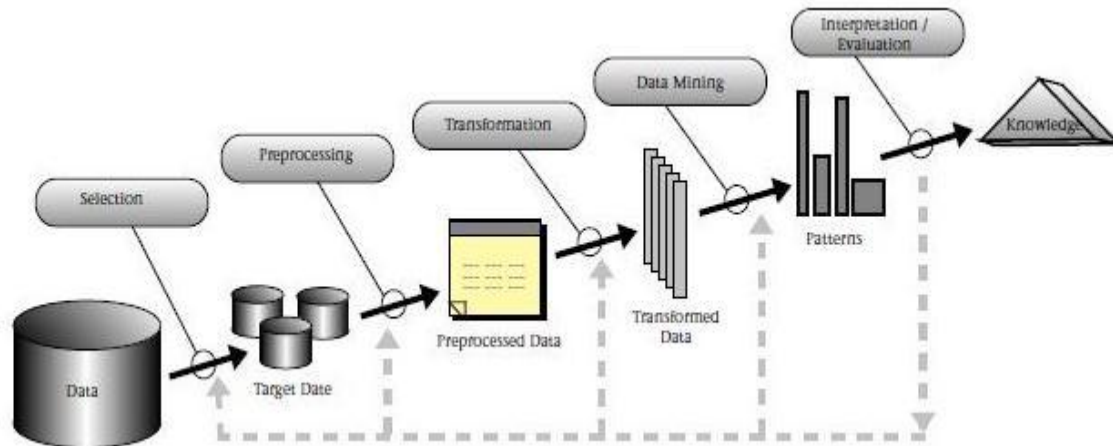 Interpretation /
Evaluation
Data Mining
Knowledge
Transformation
Preprocessing
Selection
Patterns
Transformed
Data
Preprocessed Data
Target Date
Data